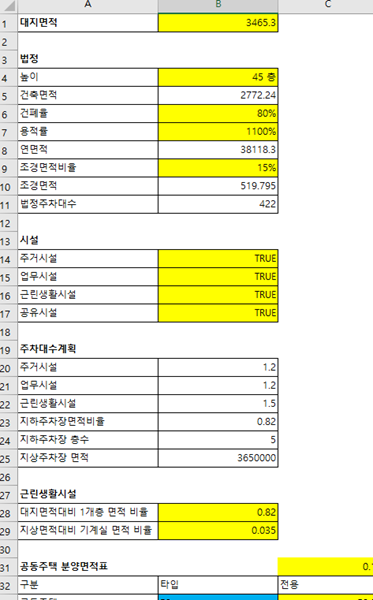 A B C
1 대지면적 3465.3
2
3 법정
4 높이 45 층
5 건축면적 2772.24
6 건폐율 80%
7 용적률 1100%
8 연면적 38118.3
9 조경면적비율 15%
10 조경면적 519.795
11 법정주차대수 422
12
13 시설
14 주거시설 TRUE
15 업무시설 TRUE
16 근린생활시설 TRUE
17 공유시설 TRUE
18
19 주차대수계획
20 주거시설 1.2
21 업무시설 1.2
22 근린생활시설 1.5
23 지하주차장면적비율 0.82
24 지하주차장 층수 5
25 지상주차장 면적 3650000
26
27 근린생활시설
28 대지면적대비 1개층 면적 비율 0.82
29 지상면적대비 기계실 면적 비율 0.035
30
31 공동주택 분양면적표
32 구분 타입 전용